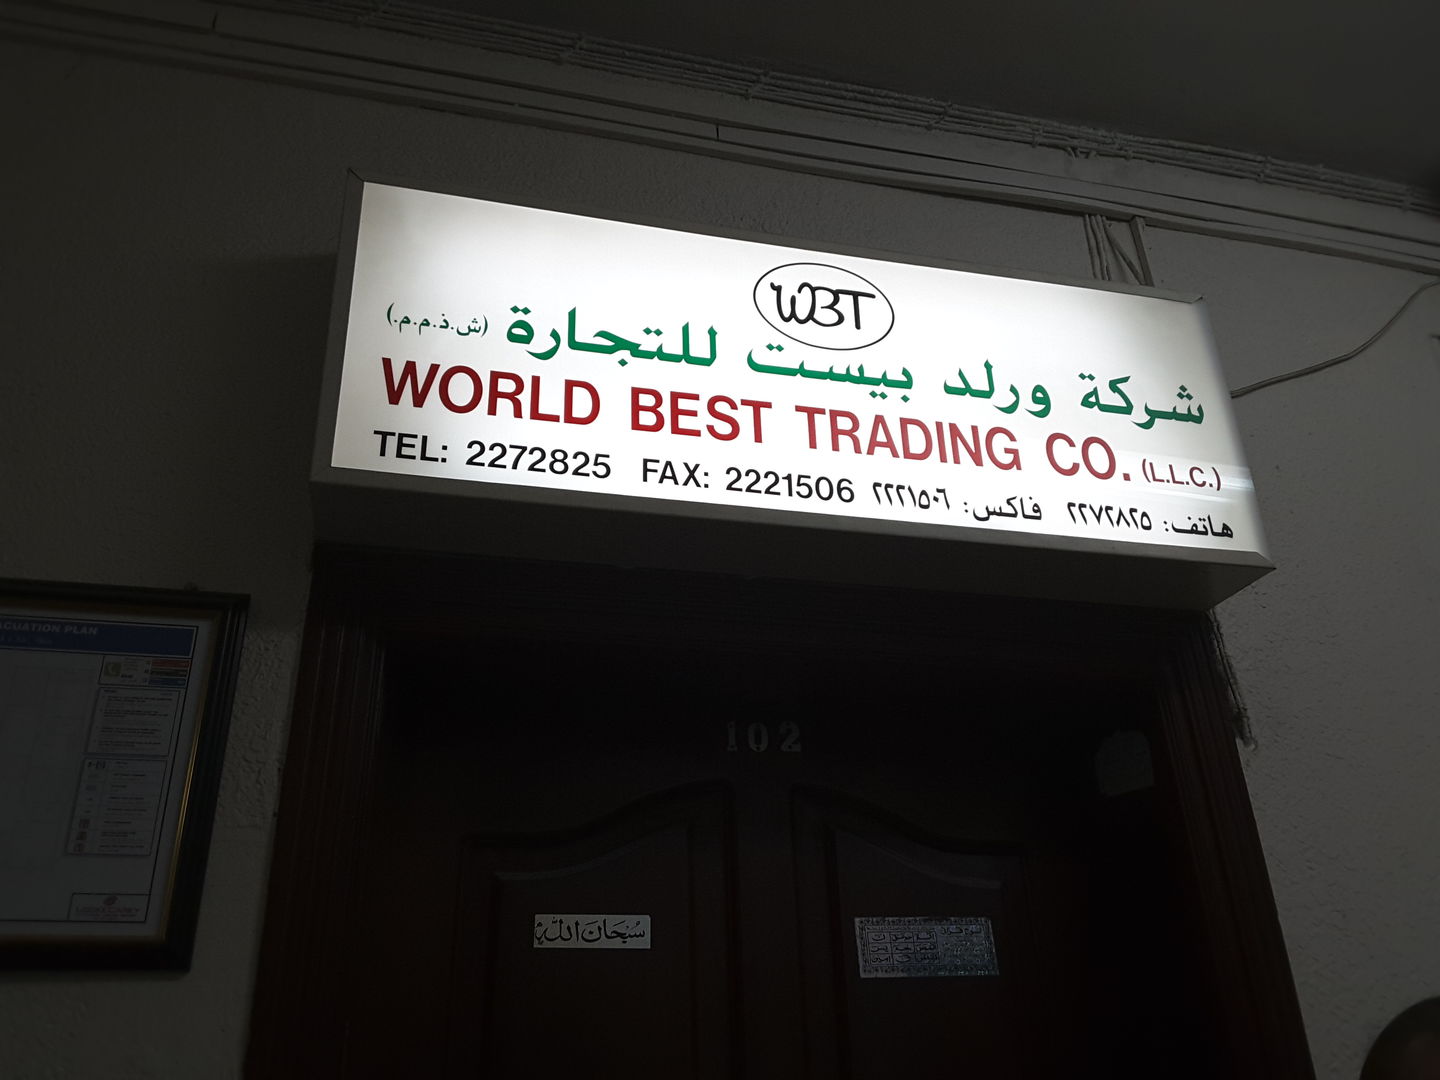 WBT
شركة ورلد بيست للتجارة (ش.ذ.م.م.)
WORLD BEST TRADING CO. (L.L.C.)
TEL: 2272825 FAX: 2221506 هاتف: ٢٢٧٢٨٢٥ فاكس: ٢٢٢١٥٠٦
102
سُبْحَانَ اللهِ
PLAN